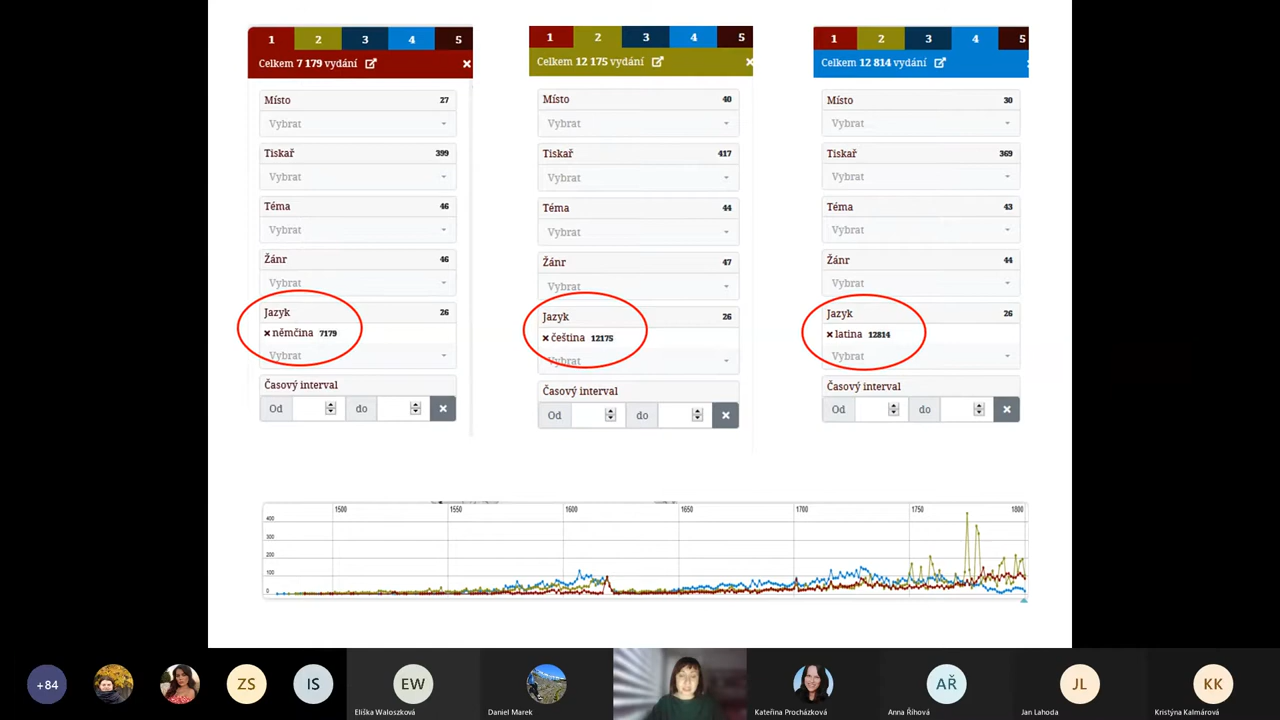 1 2 3 4 5
Celkem 7 179 vydání
Místo 27
Vybrat
Tiskař 399
Vybrat
Téma 46
Vybrat
Žánr 46
Vybrat
Jazyk 26
němčina 7179
Vybrat
Časový interval
Od do
1 2 3 4 5
Celkem 12 175 vydání
Místo 40
Vybrat
Tiskař 417
Vybrat
Téma 44
Vybrat
Žánr 47
Vybrat
Jazyk 26
čeština 12175
Vybrat
Časový interval
Od do
1 2 3 4 5
Celkem 12 814 vydání
Místo 30
Vybrat
Tiskař 369
Vybrat
Téma 43
Vybrat
Žánr 44
Vybrat
Jazyk 26
latina 12814
Vybrat
Časový interval
Od do
1500 1550 1600 1650 1700 1750 1800
400
300
200
100
0
+84 ZS IS EW AŘ JL KK
Eliška Waloszková Daniel Marek Kateřina Procházková Anna Říhová Jan Lahoda Kristýna Kalmárová